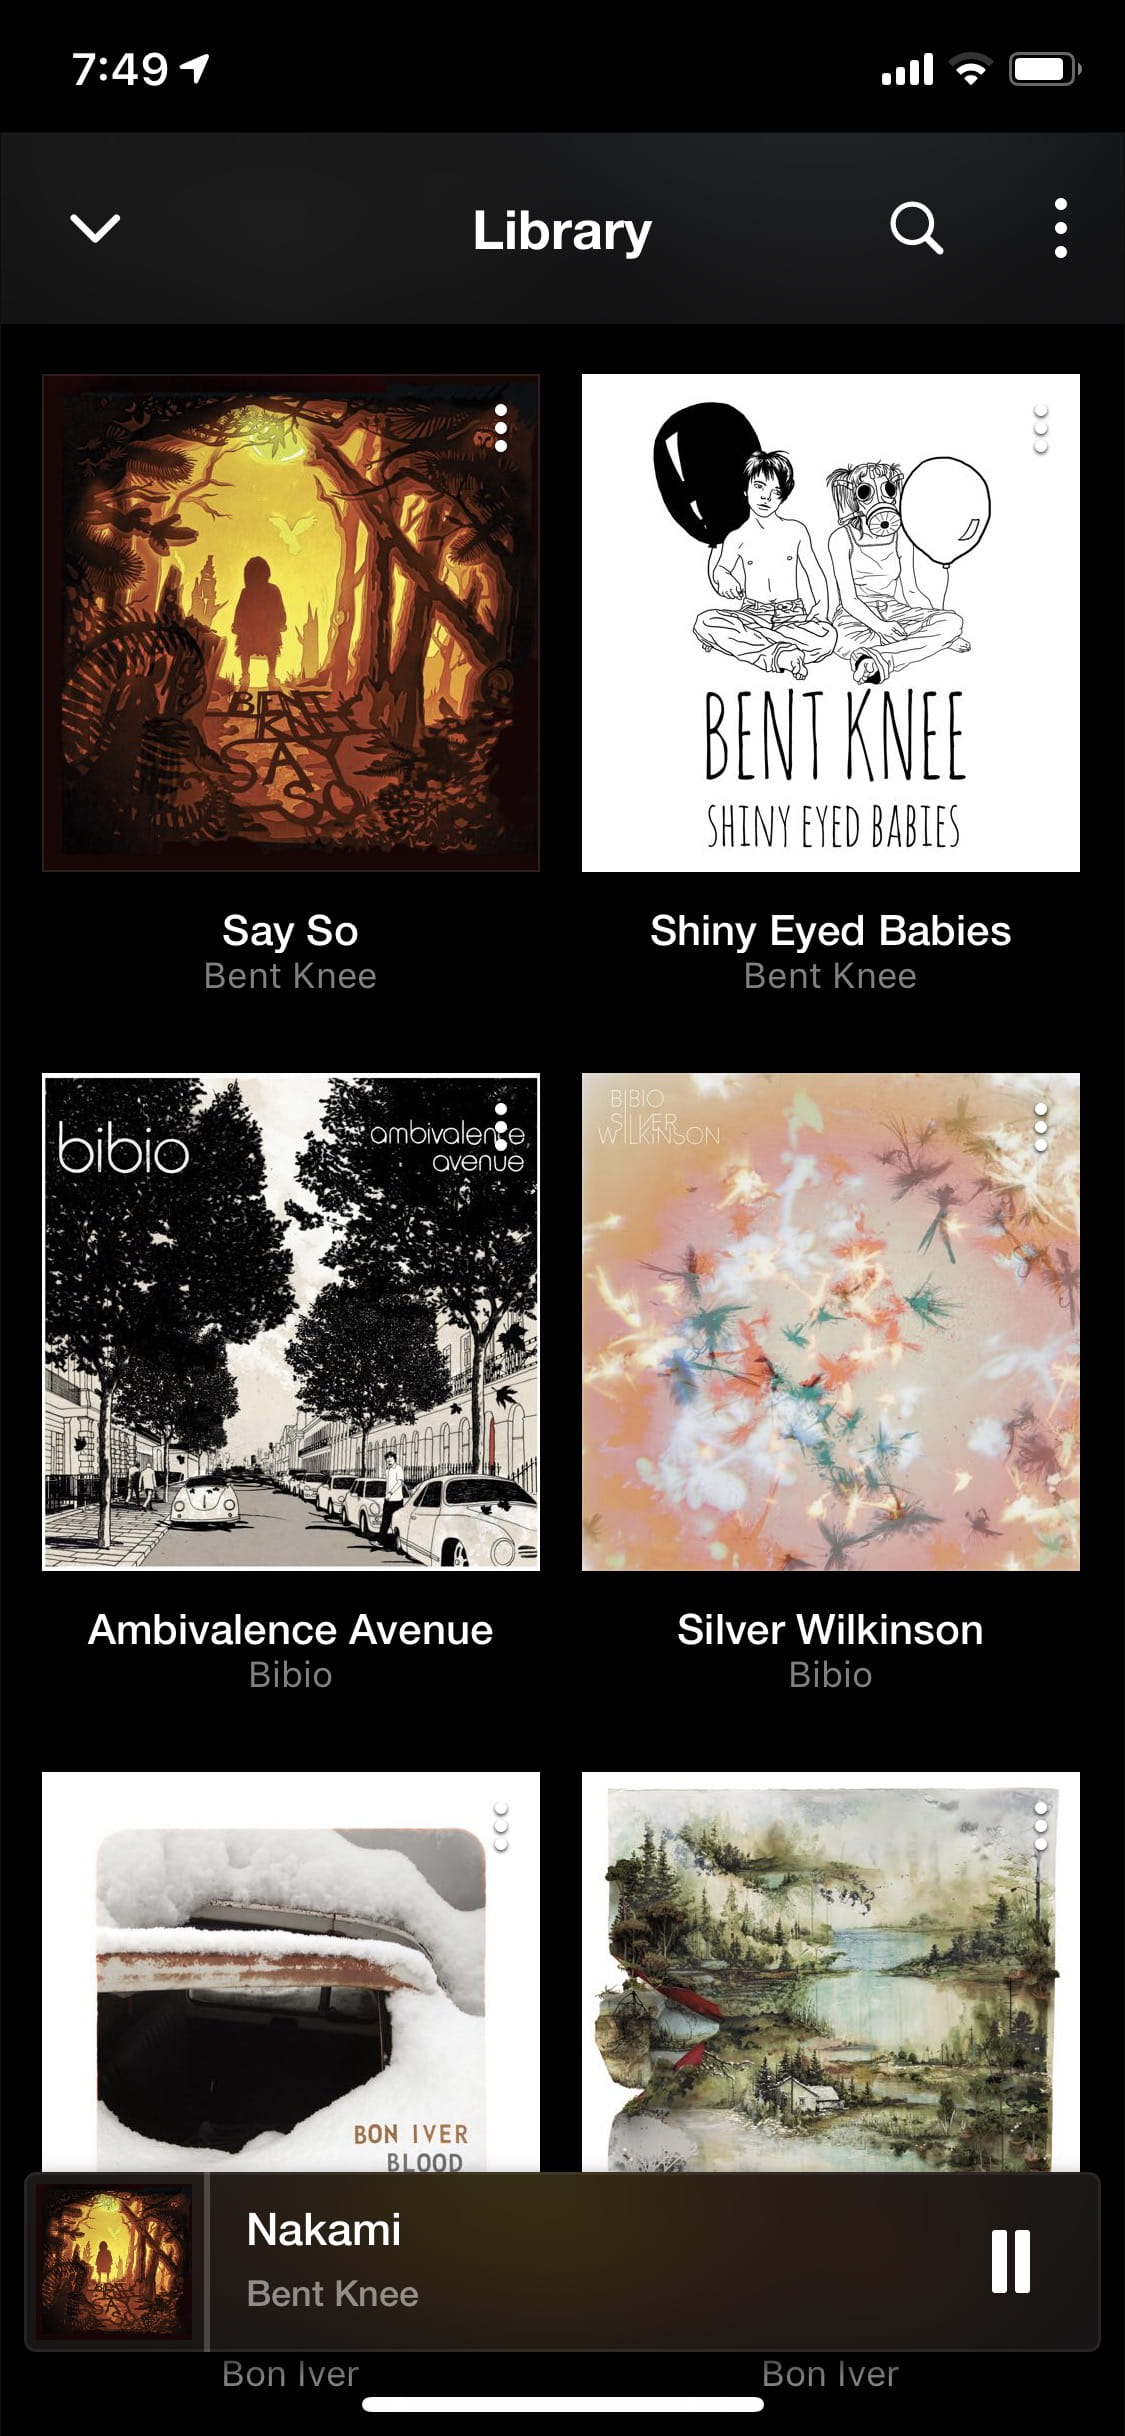 7:49
Library
BENT
KNEE
SAY
SO
BENT KNEE
SHINY EYED BABIES
Say So
Bent Knee
Shiny Eyed Babies
Bent Knee
bibio
ambivalence
avenue
BIBIO
SILVER
WILKINSON
Ambivalence Avenue
Bibio
Silver Wilkinson
Bibio
BON IVER
BLOOD
Nakami
Bent Knee
Bon Iver
Bon Iver